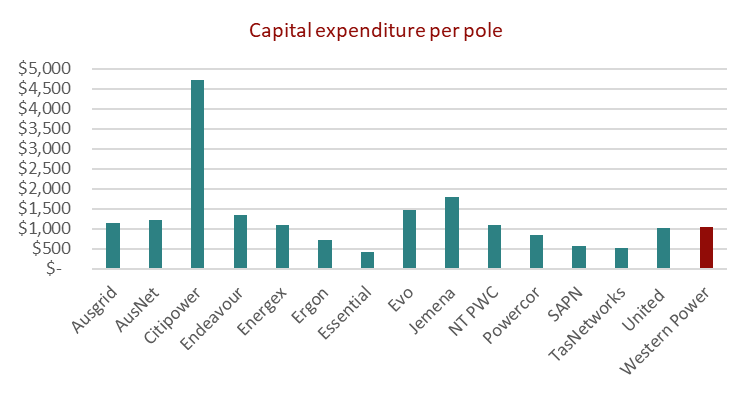 Capital expenditure per pole
$5,000
$4,500
$4,000
$3,500
$3,000
$2,500
$2,000
$1,500
$1,000
$500
$-
Ausgrid
AusNet
Citipower
Endeavour
Energex
Ergon
Essential
Evo
Jemena
NT PWC
Powercor
SAPN
TasNetworks
United
Western Power